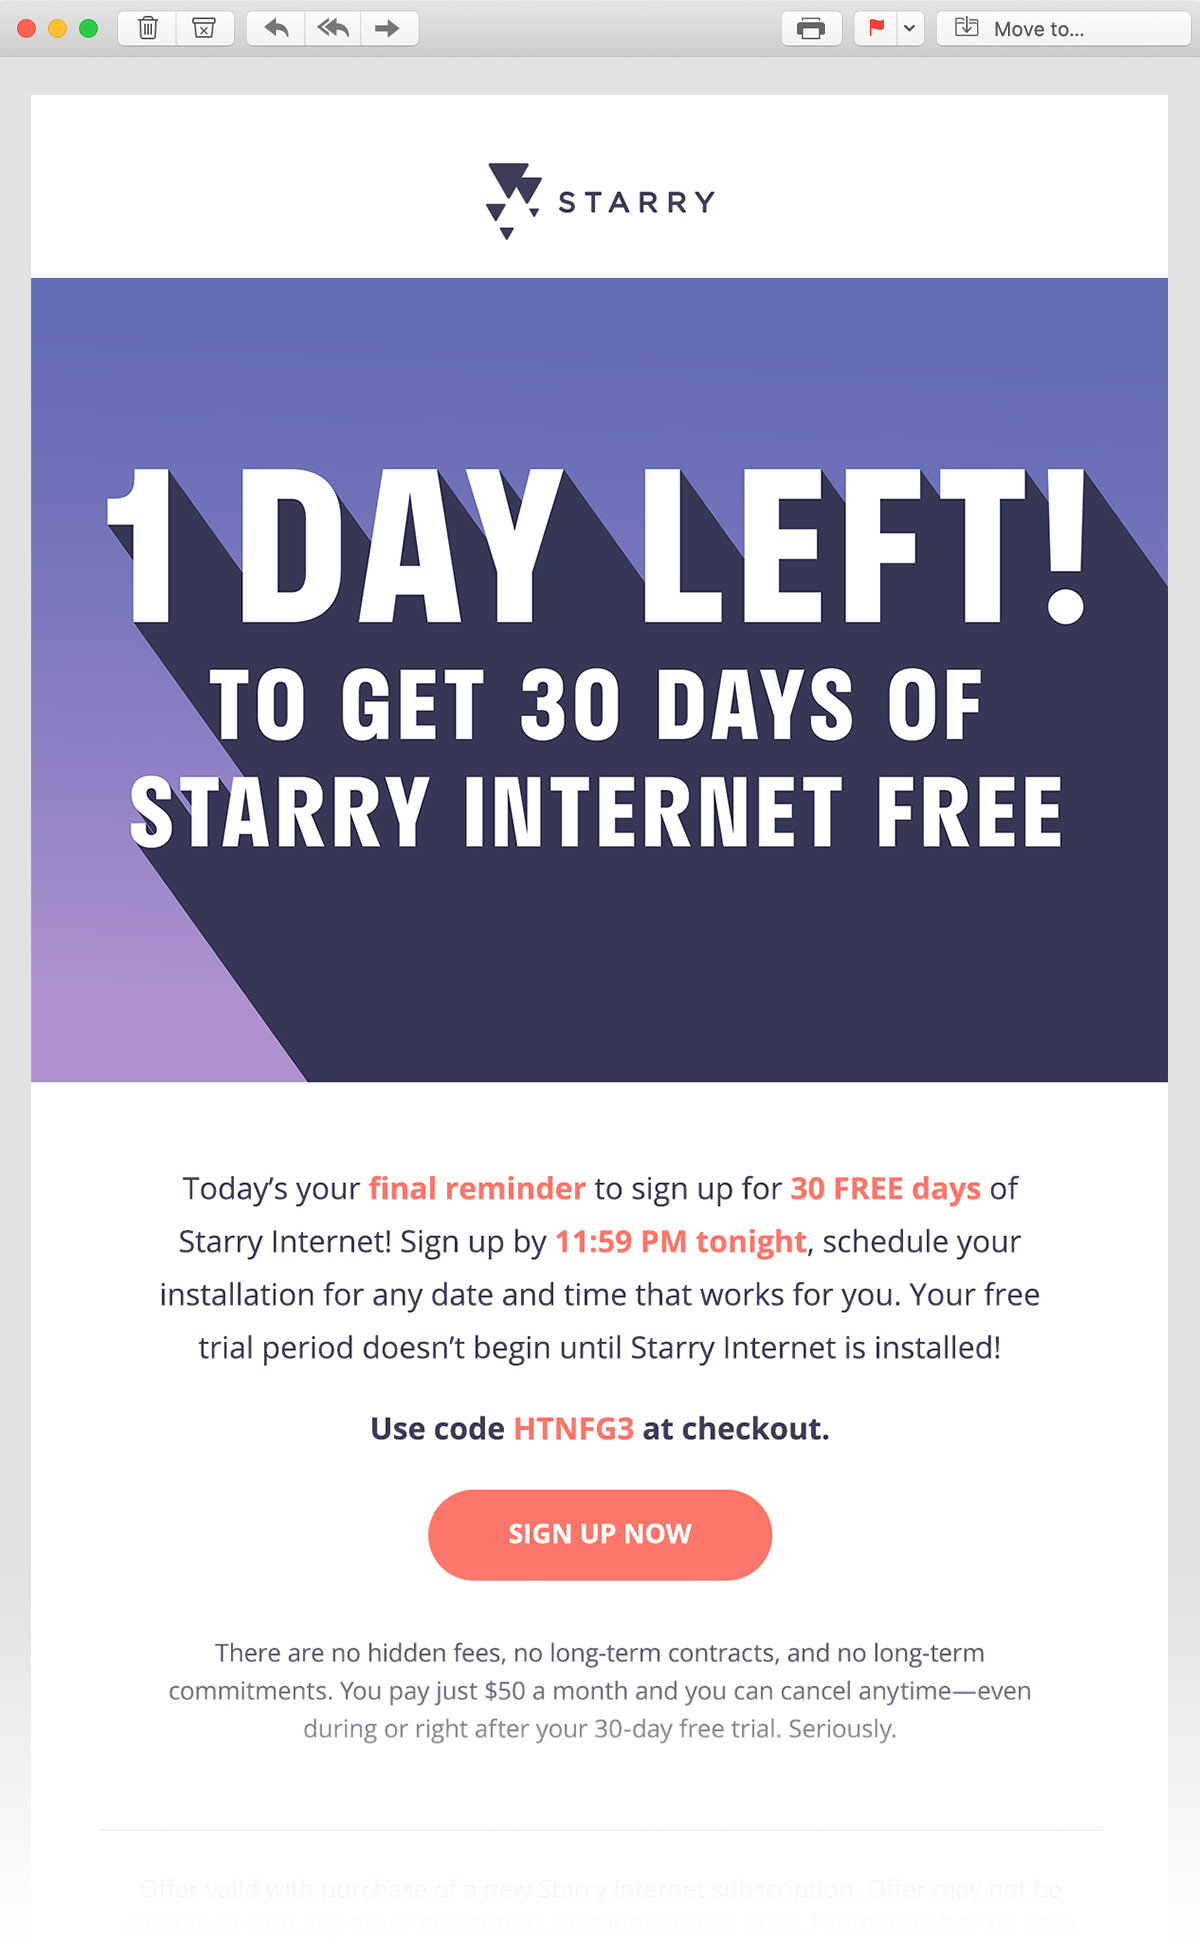 Move to...
STARRY
1 DAY LEFT!
TO GET 30 DAYS OF
STARRY INTERNET FREE
Today’s your final reminder to sign up for 30 FREE days of
Starry Internet! Sign up by 11:59 PM tonight, schedule your
installation for any date and time that works for you. Your free
trial period doesn’t begin until Starry Internet is installed!
Use code HTNFG3 at checkout.
SIGN UP NOW
There are no hidden fees, no long-term contracts, and no long-term
commitments. You pay just $50 a month and you can cancel anytime—even
during or right after your 30-day free trial. Seriously.
Offer valid with purchase of a new Starry Internet subscription. Offer may not be
combined with any other promotion, discount and/or offer. Promotion has no cash